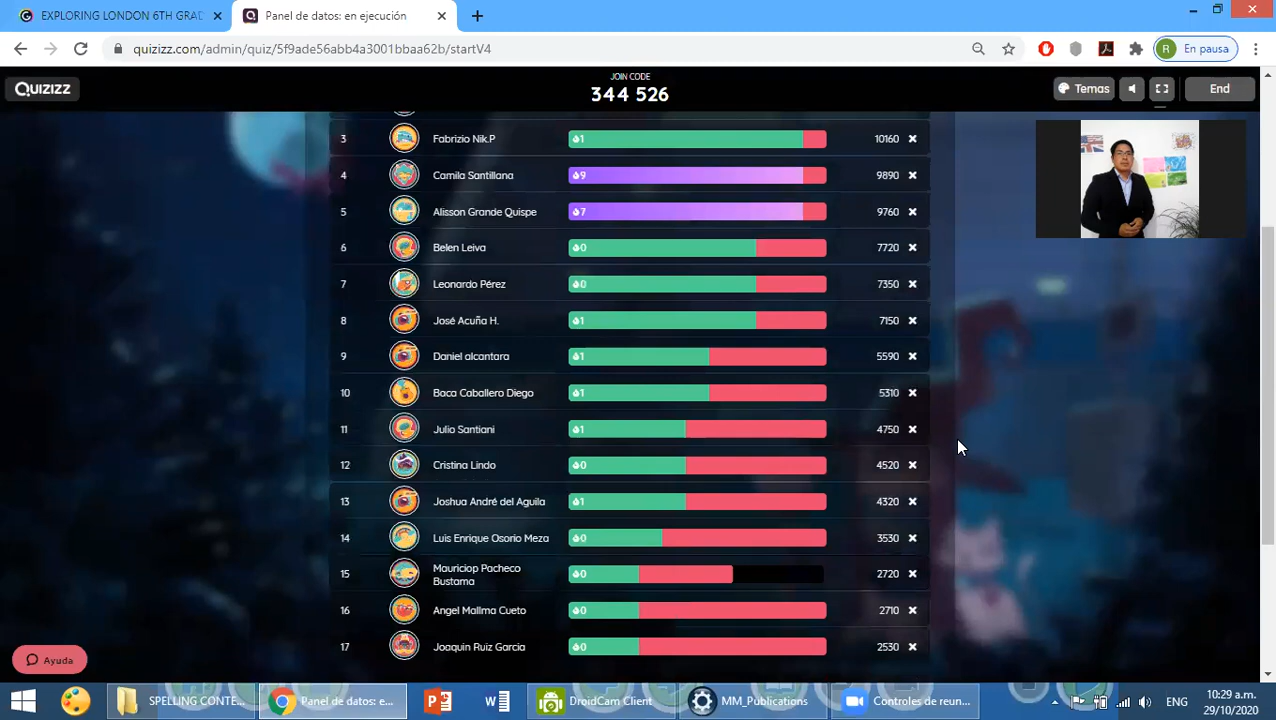 EXPLORING LONDON 6TH GRAD
Panel de datos: en ejecución
quizizz.com/admin/quiz/5f9ade56abb4a3001bbaa62b/startV4
R En pausa
QUIZIZZ
JOIN CODE
344 526
Temas
End
3 Fabrizio Nik.P 1 10160
4 Camila Santillana 9 9890
5 Alisson Grande Quispe 7 9760
6 Belen Leiva 0 7720
7 Leonardo Pérez 0 7350
8 José Acuña H. 1 7150
9 Daniel alcantara 1 5590
10 Baca Caballero Diego 1 5310
11 Julio Santiani 1 4750
12 Cristina Lindo 0 4520
13 Joshua André del Aguila 1 4320
14 Luis Enrique Osorio Meza 0 3530
15 Mauriciop Pacheco
Bustama 0 2720
16 Angel Mallma Cueto 0 2710
17 Joaquin Ruiz Garcia 0 2530
Ayuda
SPELLING CONTE...
Panel de datos: e...
DroidCam Client
MM_Publications
Controles de reun...
ENG
10:29 a.m.
29/10/2020